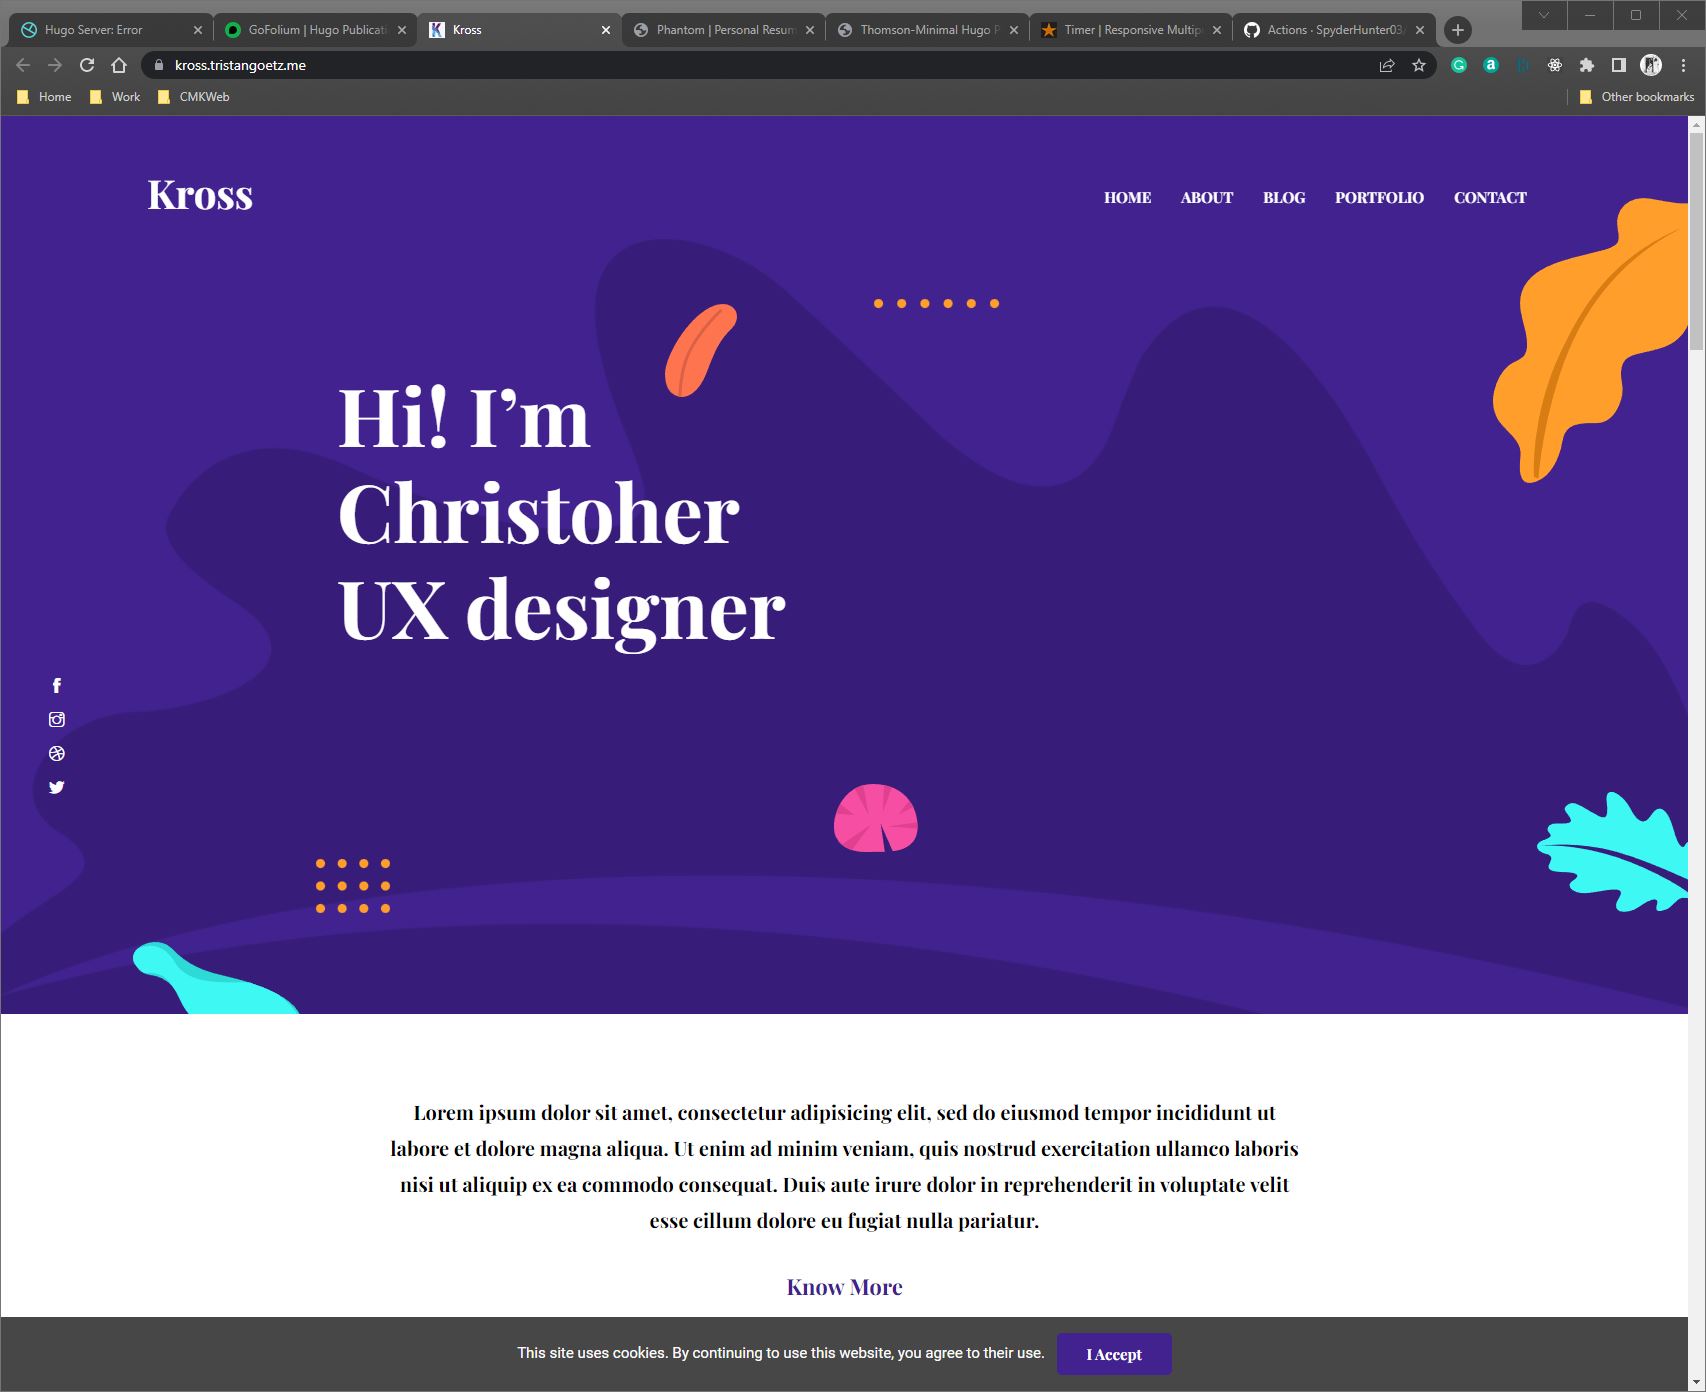 Hugo Server: Error
GoFolium | Hugo Publicati
Kross
Phantom | Personal Resum
Thomson-Minimal Hugo P
Timer | Responsive Multip
Actions · SpyderHunter03/
kross.tristangoetz.me
Home
Work
CMKWeb
Other bookmarks
Kross
HOME ABOUT BLOG PORTFOLIO CONTACT
Hi! I’m
Christoher
UX designer
Lorem ipsum dolor sit amet, consectetur adipisicing elit, sed do eiusmod tempor incididunt ut
labore et dolore magna aliqua. Ut enim ad minim veniam, quis nostrud exercitation ullamco laboris
nisi ut aliquip ex ea commodo consequat. Duis aute irure dolor in reprehenderit in voluptate velit
esse cillum dolore eu fugiat nulla pariatur.
Know More
This site uses cookies. By continuing to use this website, you agree to their use.
I Accept